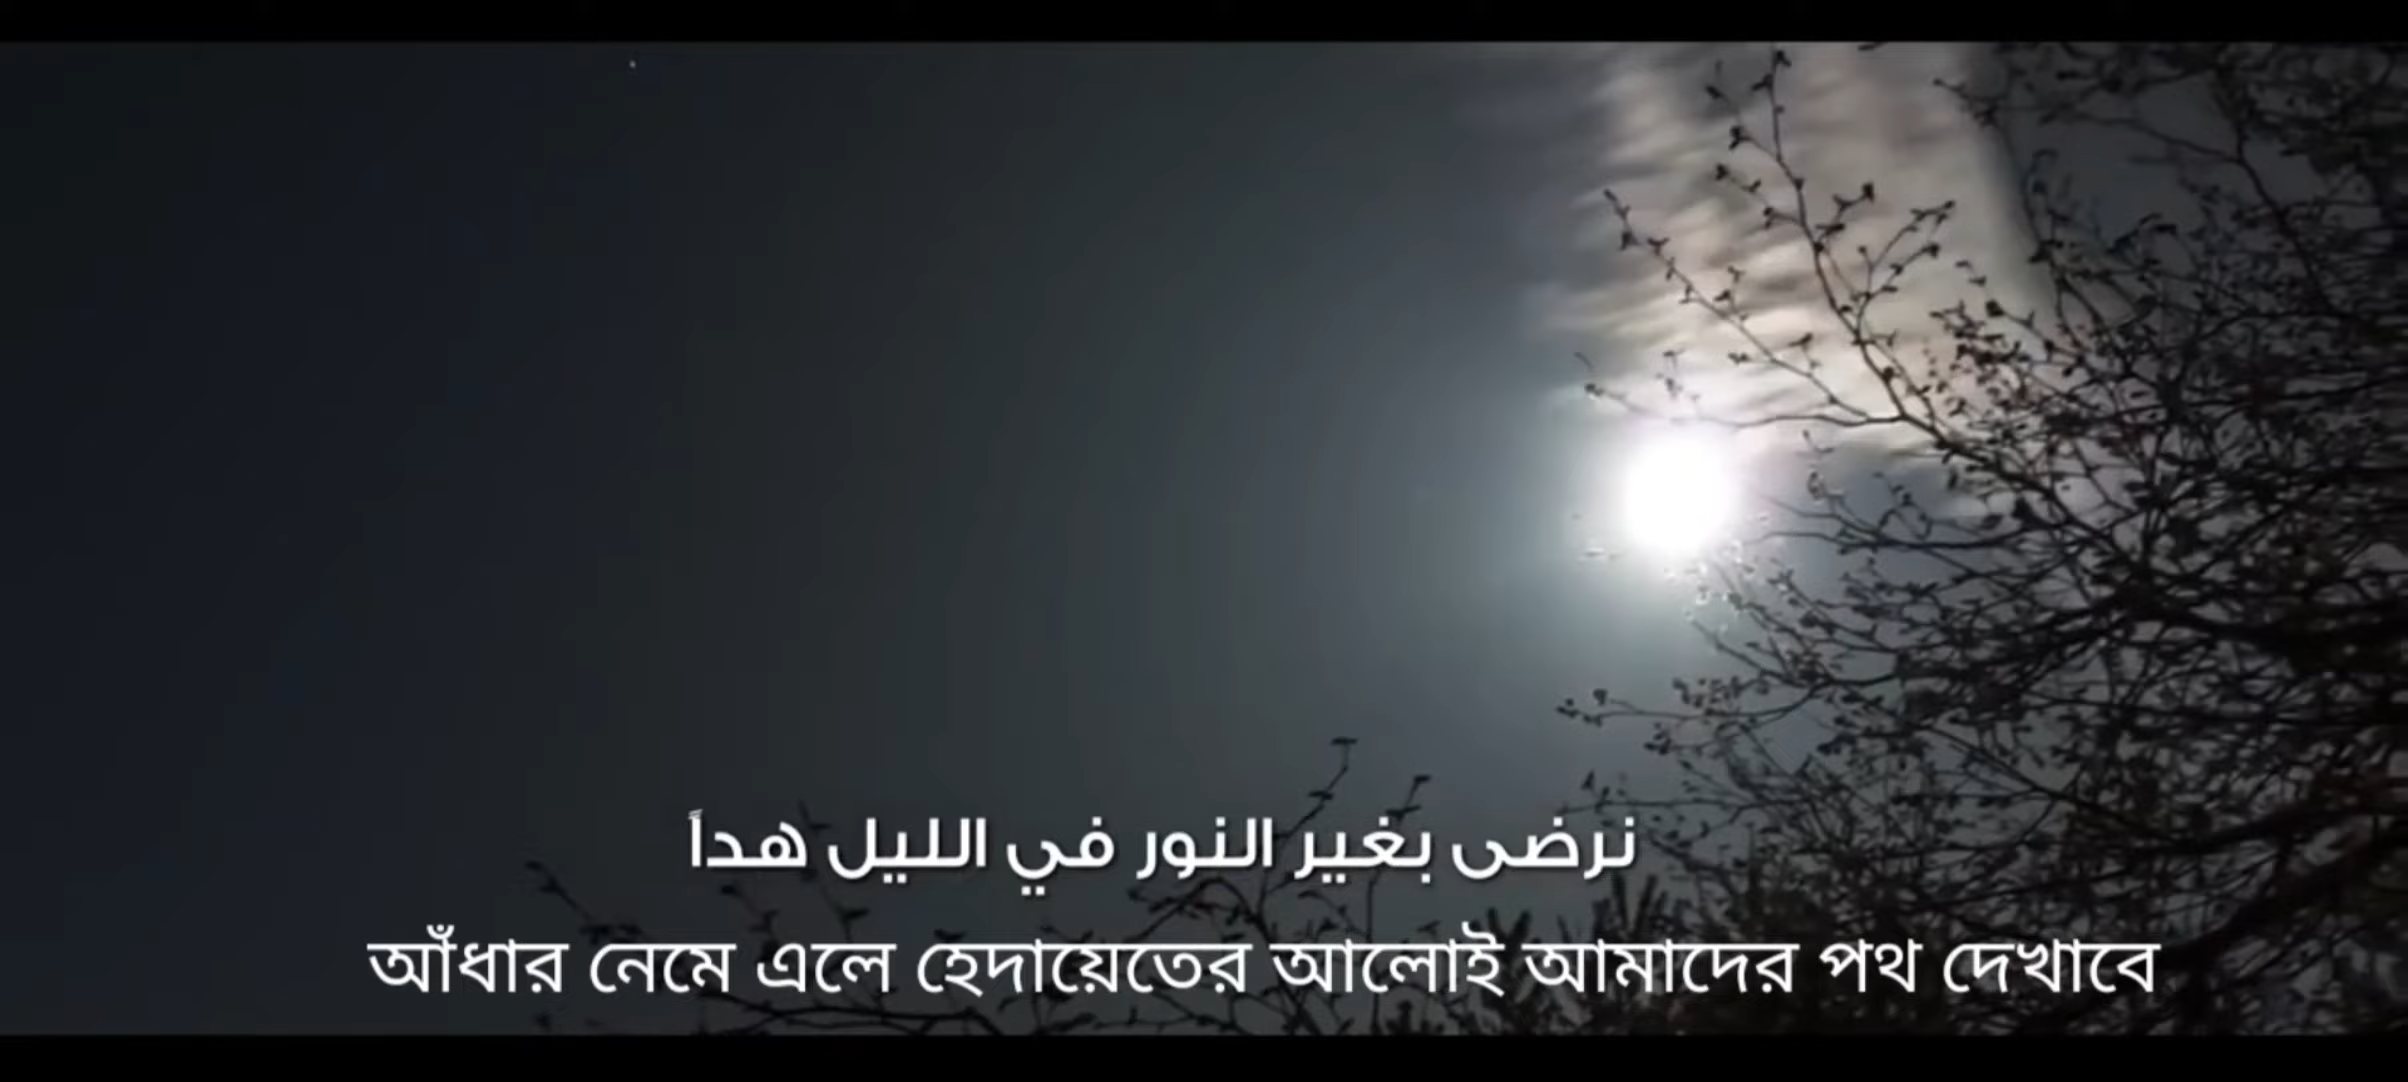 نرضى بغير النور في الليل هداً
আঁধার নেমে এলে হেদায়েতের আলোই আমাদের পথ দেখাবে